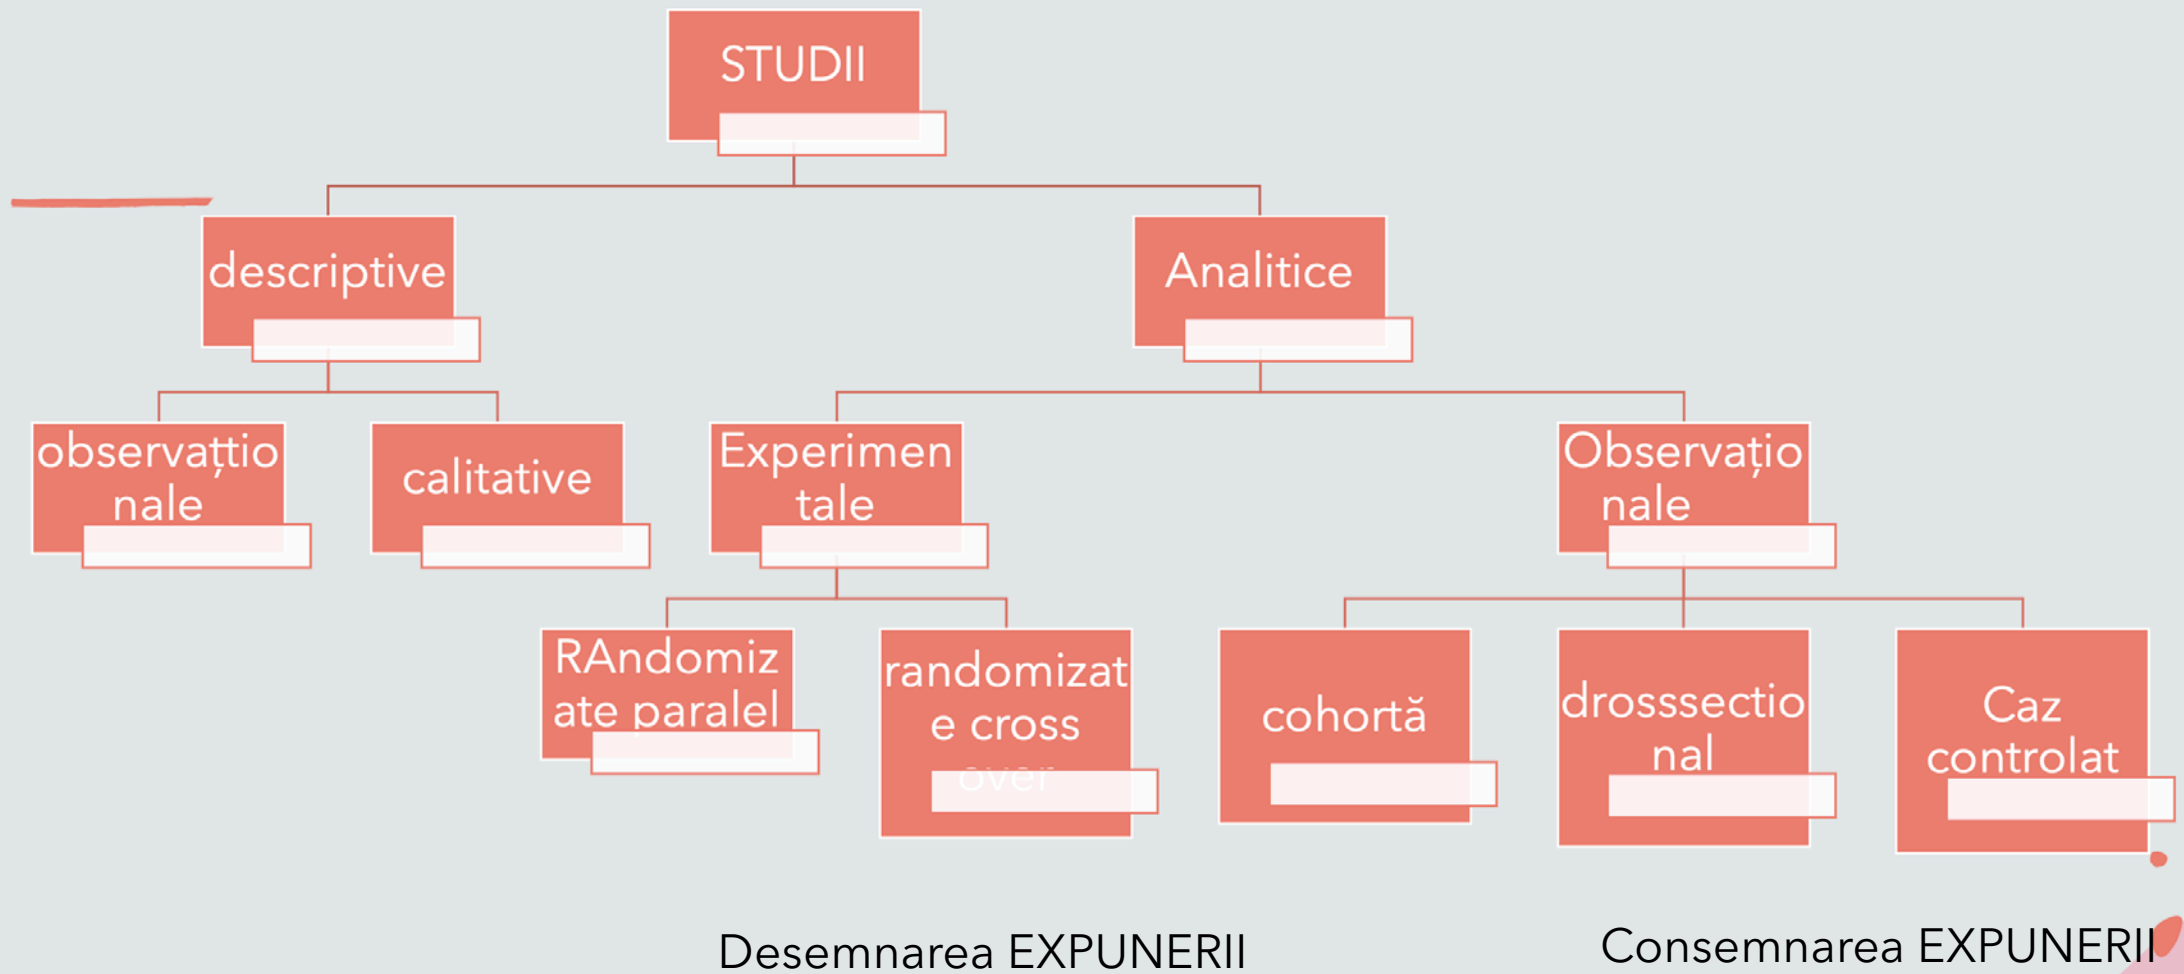 STUDII
descriptive
Analitice
observațtio
nale
calitative
Experimen
tale
Observațio
nale
RAndomiz
ate paralel
randomizat
e cross
over
cohortă
drosssectio
nal
Caz
controlat
Desemnarea EXPUNERII
Consemnarea EXPUNERII